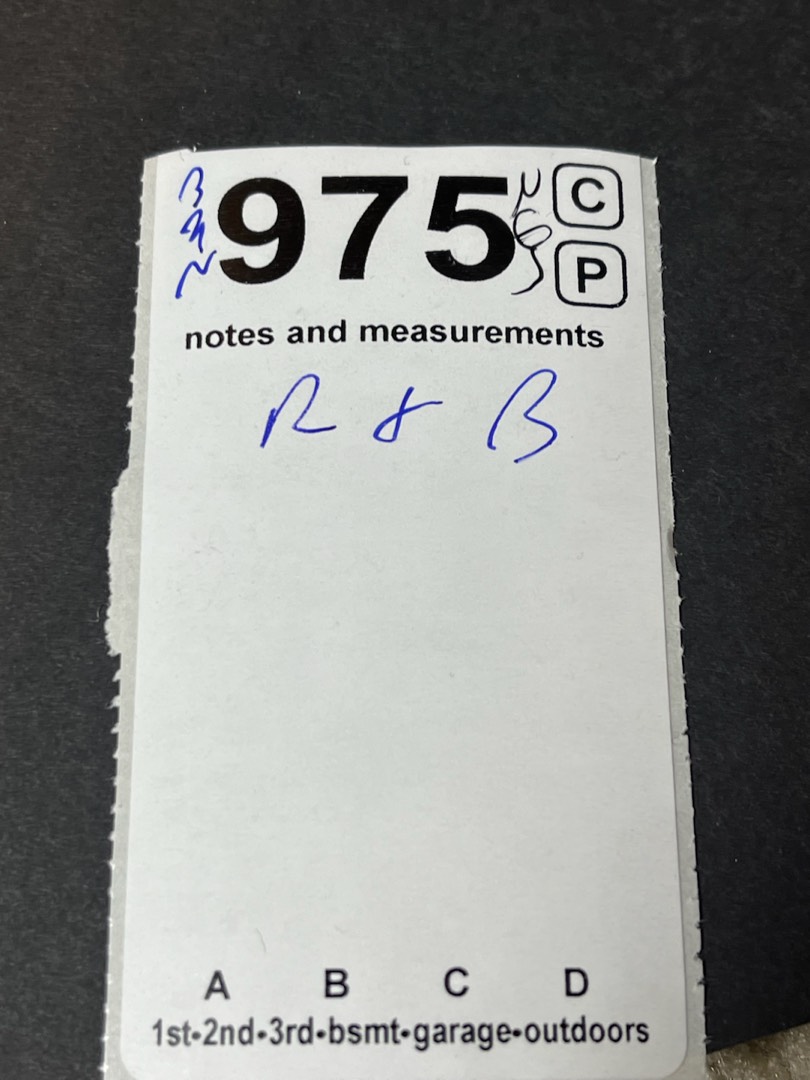 975 C
P
notes and measurements
R & B
A B C D
1st-2nd-3rd-bsmt-garage-outdoors